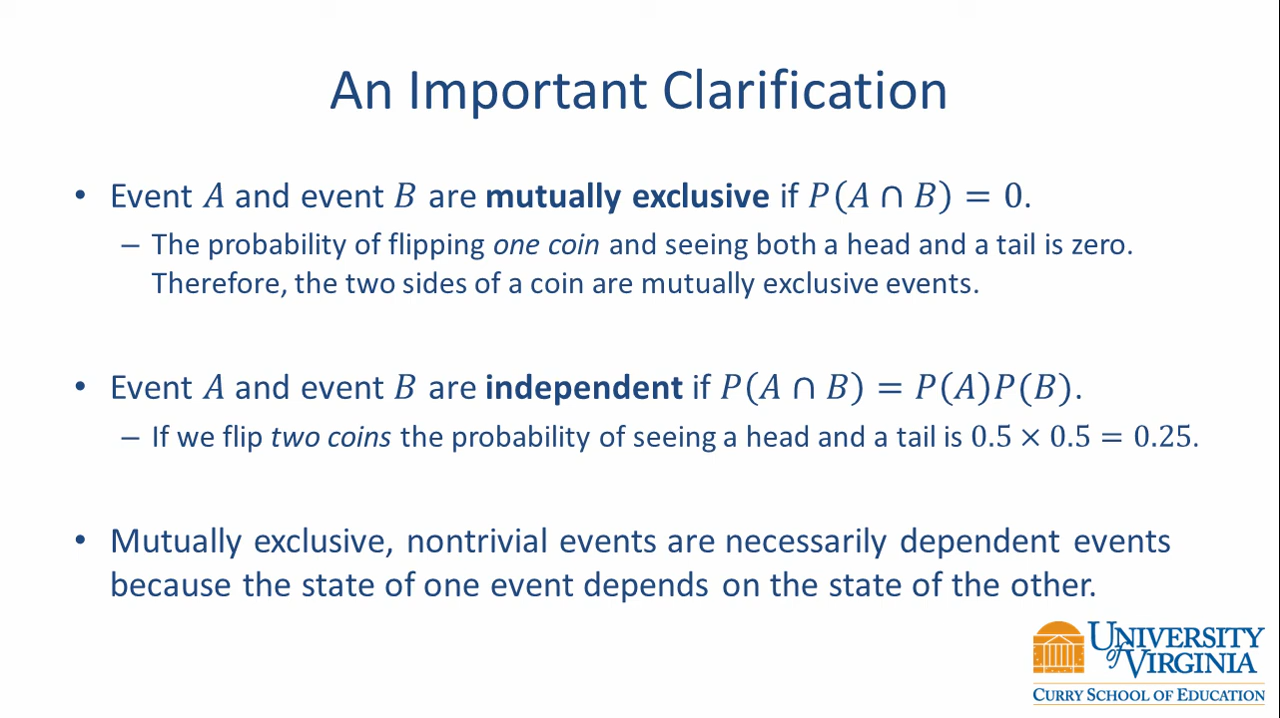 An Important Clarification
• Event 𝐴 and event 𝐵 are mutually exclusive if 𝑃(𝐴 ∩ 𝐵) = 0.
– The probability of flipping one coin and seeing both a head and a tail is zero.
Therefore, the two sides of a coin are mutually exclusive events.
• Event 𝐴 and event 𝐵 are independent if 𝑃(𝐴 ∩ 𝐵) = 𝑃(𝐴)𝑃(𝐵).
– If we flip two coins the probability of seeing a head and a tail is 0.5 × 0.5 = 0.25.
• Mutually exclusive, nontrivial events are necessarily dependent events
because the state of one event depends on the state of the other.
UNIVERSITY
of VIRGINIA
CURRY SCHOOL OF EDUCATION